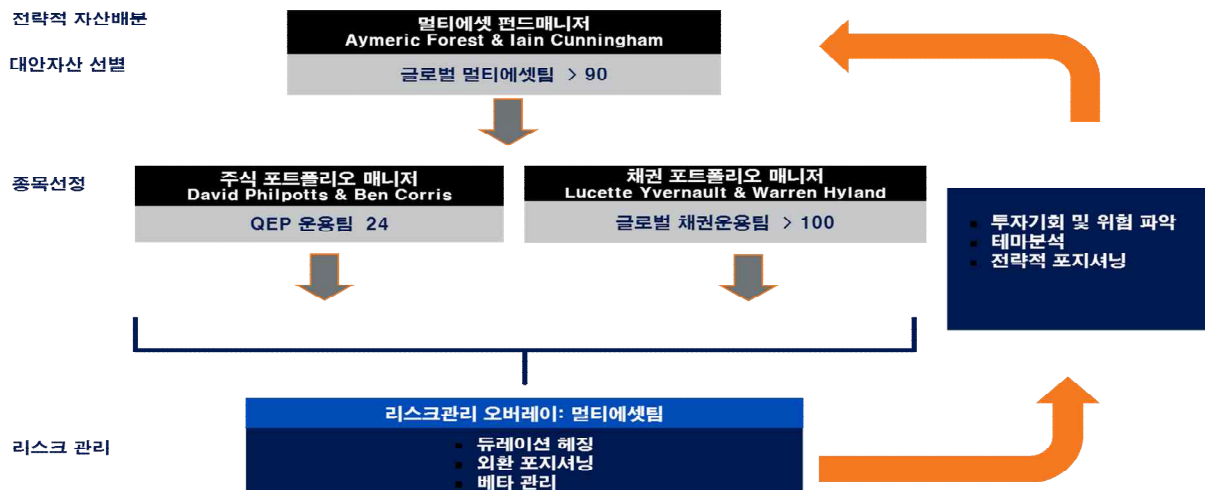 전략적 자산배분
대안자산 선별
멀티에셋 펀드매니저
Aymeric Forest & Iain Cunningham
글로벌 멀티에셋팀 > 90
종목선정
주식 포트폴리오 매니저
David Philpotts & Ben Corris
QEP 운용팀 24
채권 포트폴리오 매니저
Lucette Yvernault & Warren Hyland
글로벌 채권운용팀 > 100
투자기회 및 위험 파악
테마분석
전략적 포지셔닝
리스크관리 오버레이: 멀티에셋팀
리스크 관리
듀레이션 헤징
외환 포지셔닝
베타 관리